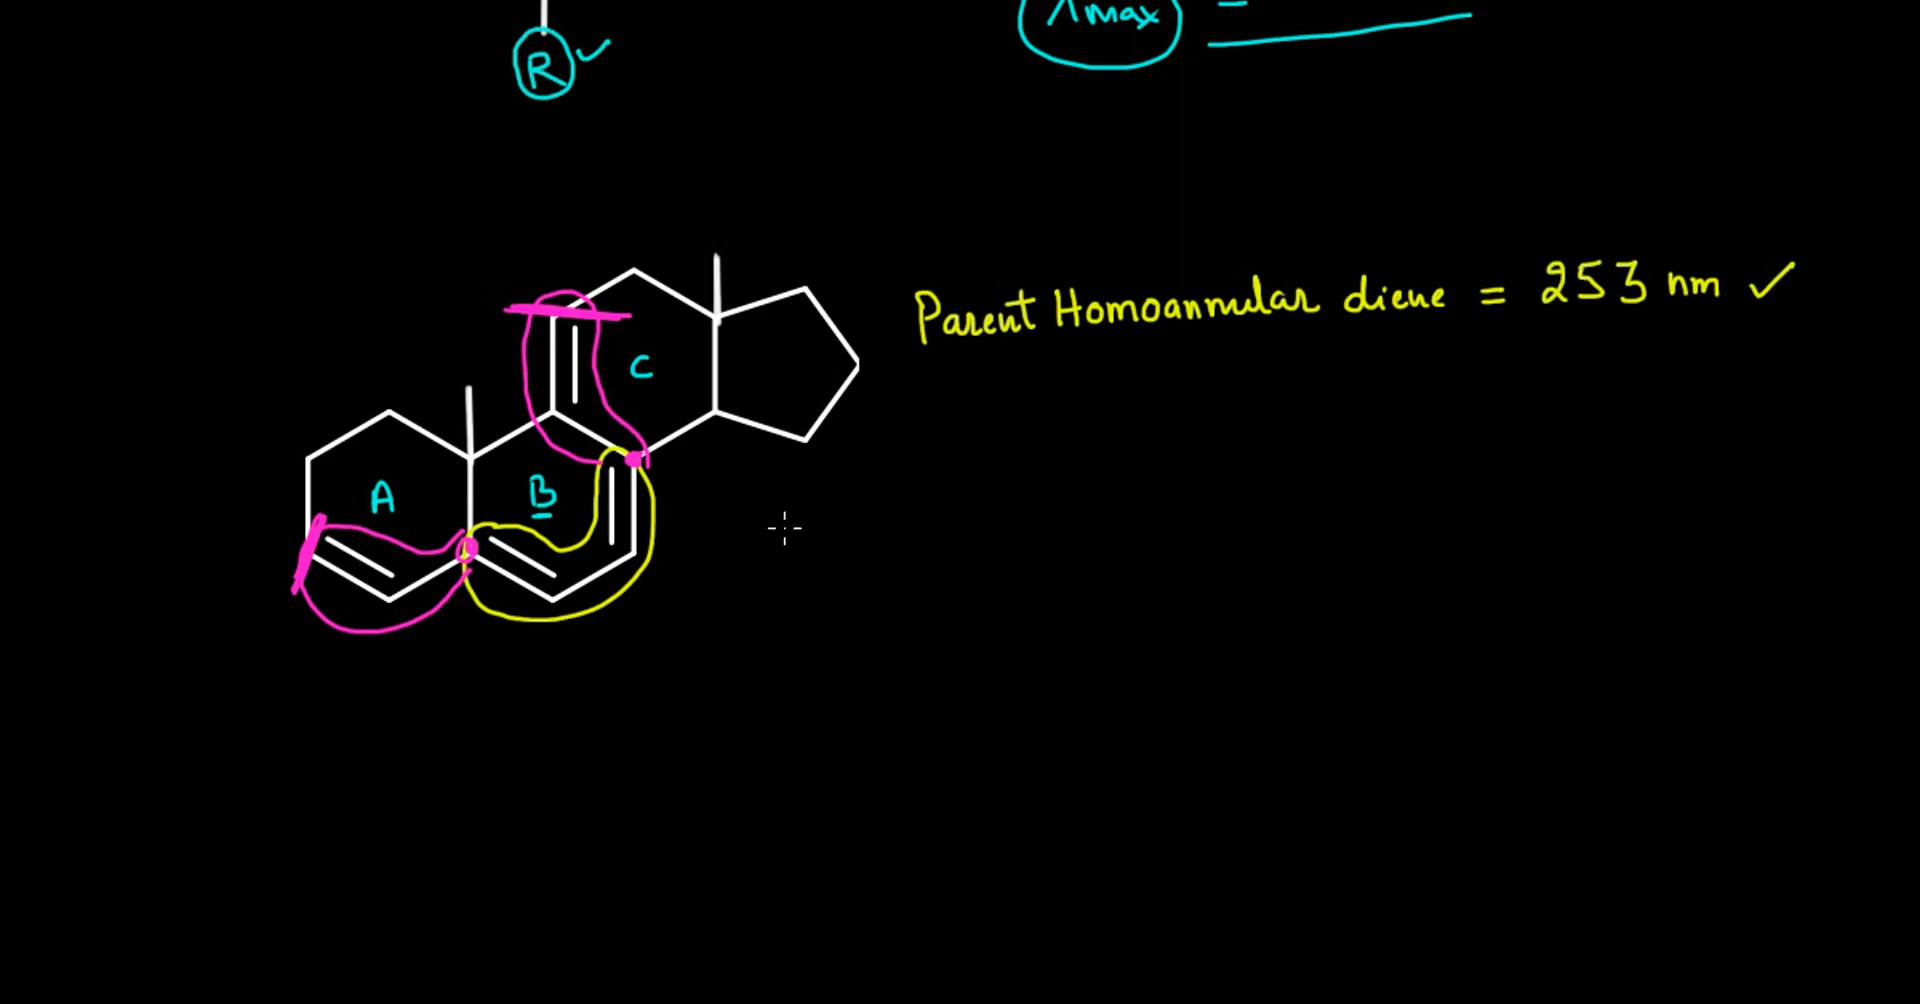 R
λmax =
Parent Homoannular diene = 253 nm ✓
C
A
B